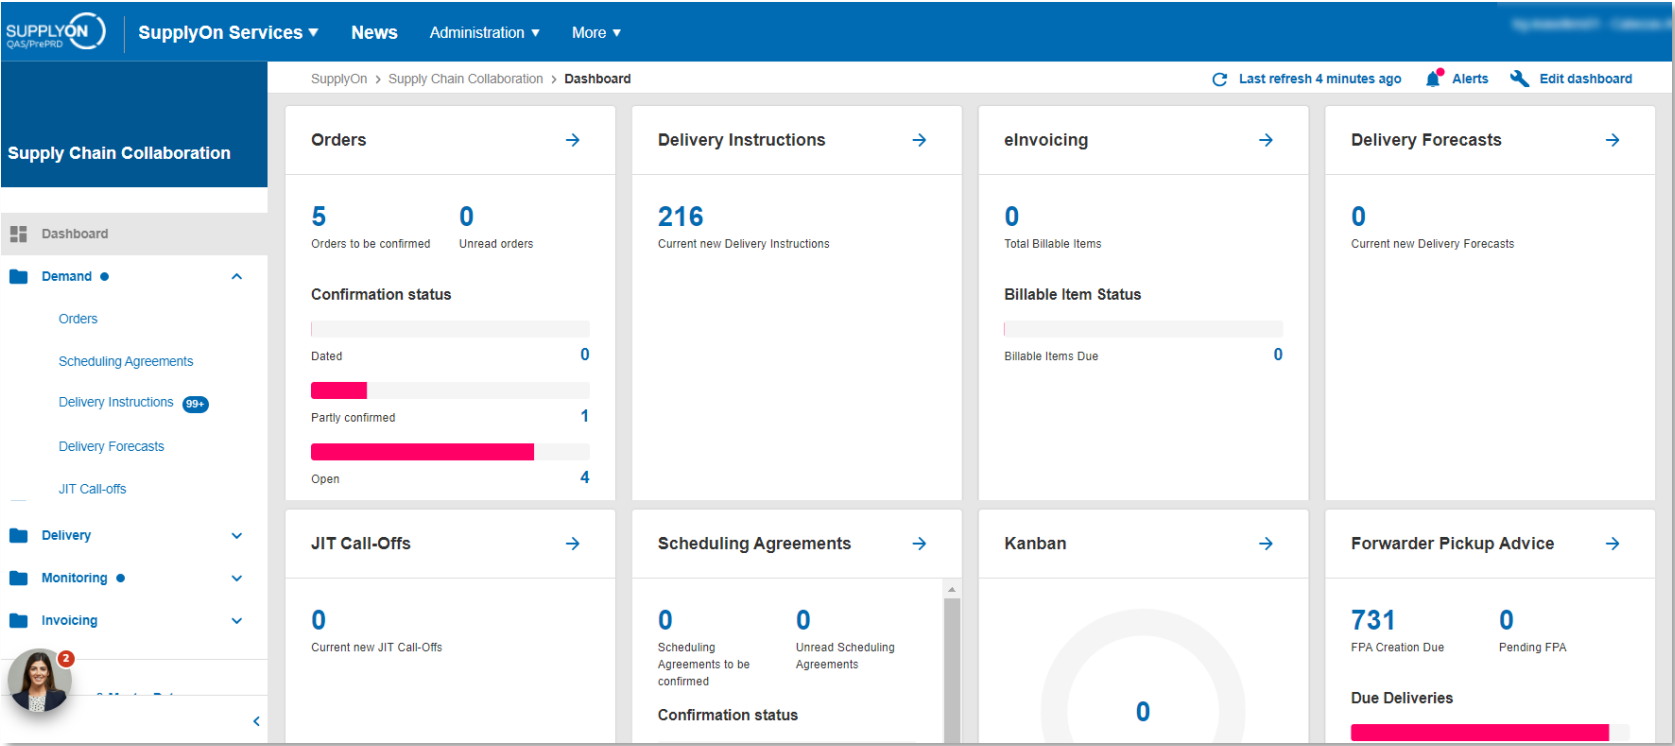 SUPPLYON
QAS/PrePRD
SupplyOn Services ▼
News
Administration ▼
More ▼
Supply Chain Collaboration
SupplyOn > Supply Chain Collaboration > Dashboard
Last refresh 4 minutes ago
Alerts
Edit dashboard
Dashboard
Demand
Orders
Scheduling Agreements
Delivery Instructions 99+
Delivery Forecasts
JIT Call-offs
Delivery
Monitoring
Invoicing
2
Orders
5
Orders to be confirmed
0
Unread orders
Confirmation status
Dated 0
Partly confirmed 1
Open 4
Delivery Instructions
216
Current new Delivery Instructions
eInvoicing
0
Total Billable Items
Billable Item Status
Billable Items Due 0
Delivery Forecasts
0
Current new Delivery Forecasts
JIT Call-Offs
0
Current new JIT Call-Offs
Scheduling Agreements
0
Scheduling
Agreements to be
confirmed
0
Unread Scheduling
Agreements
Confirmation status
Kanban
0
Forwarder Pickup Advice
731
FPA Creation Due
0
Pending FPA
Due Deliveries